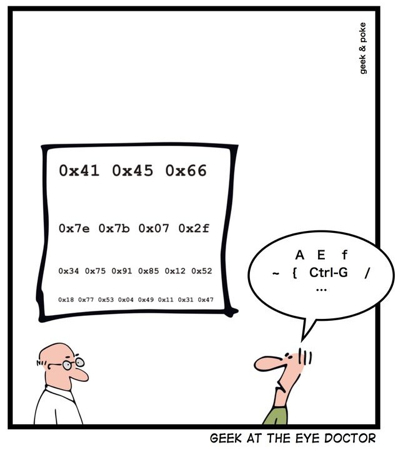 geek & poke
0x41 0x45 0x66
0x7e 0x7b 0x07 0x2f
0x34 0x75 0x91 0x85 0x12 0x52
0x18 0x77 0x53 0x04 0x49 0x11 0x31 0x47
A E f
~ { Ctrl-G /
...
GEEK AT THE EYE DOCTOR